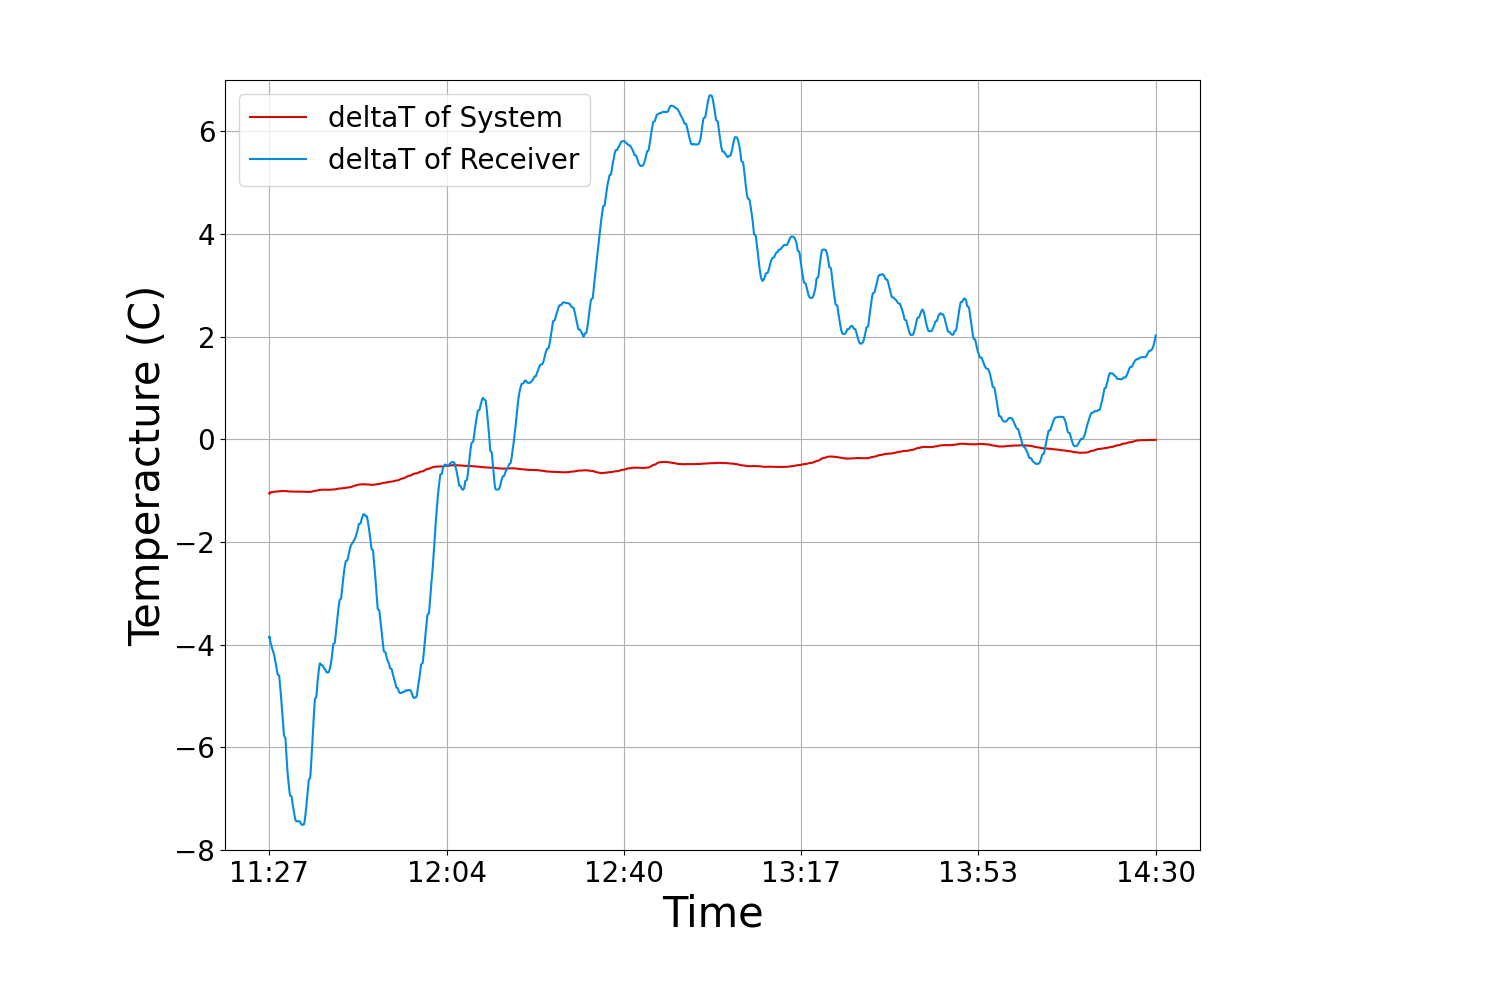 deltaT of System
deltaT of Receiver
6
4
2
0
−2
−4
−6
−8
Temperacture (C)
11:27 12:04 12:40 13:17 13:53 14:30
Time